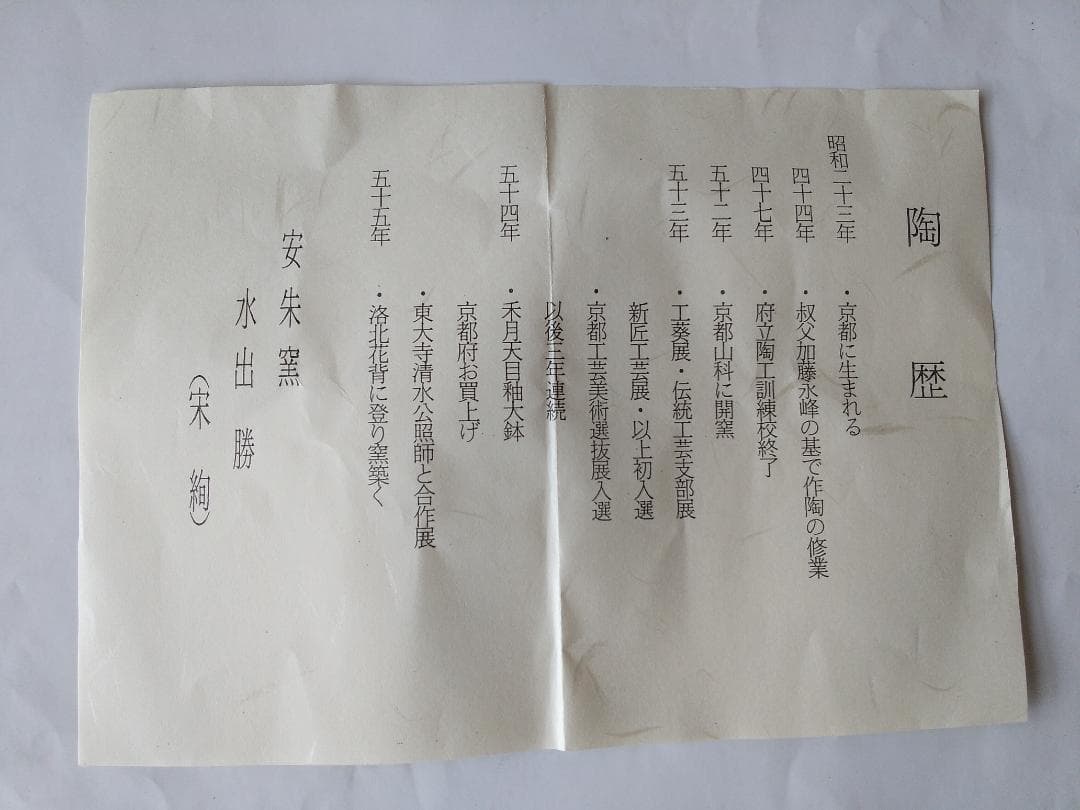 陶歴
昭和二十三年 ・京都に生まれる
四十四年 ・叔父加藤永峰の基で作陶の修業
四十七年 ・府立陶工訓練校終了
五十二年 ・京都山科に開窯
五十三年 ・工葵展・伝統工芸支部展
新匠工芸展・以上初入選
・京都工芸美術選抜展入選
以後三年連続
五十四年 ・禾月天目釉大鉢
京都府お買上げ
・東大寺清水公照師と合作展
五十五年 ・洛北花背に登り窯築く
安朱窯
水出勝
（宋絢）